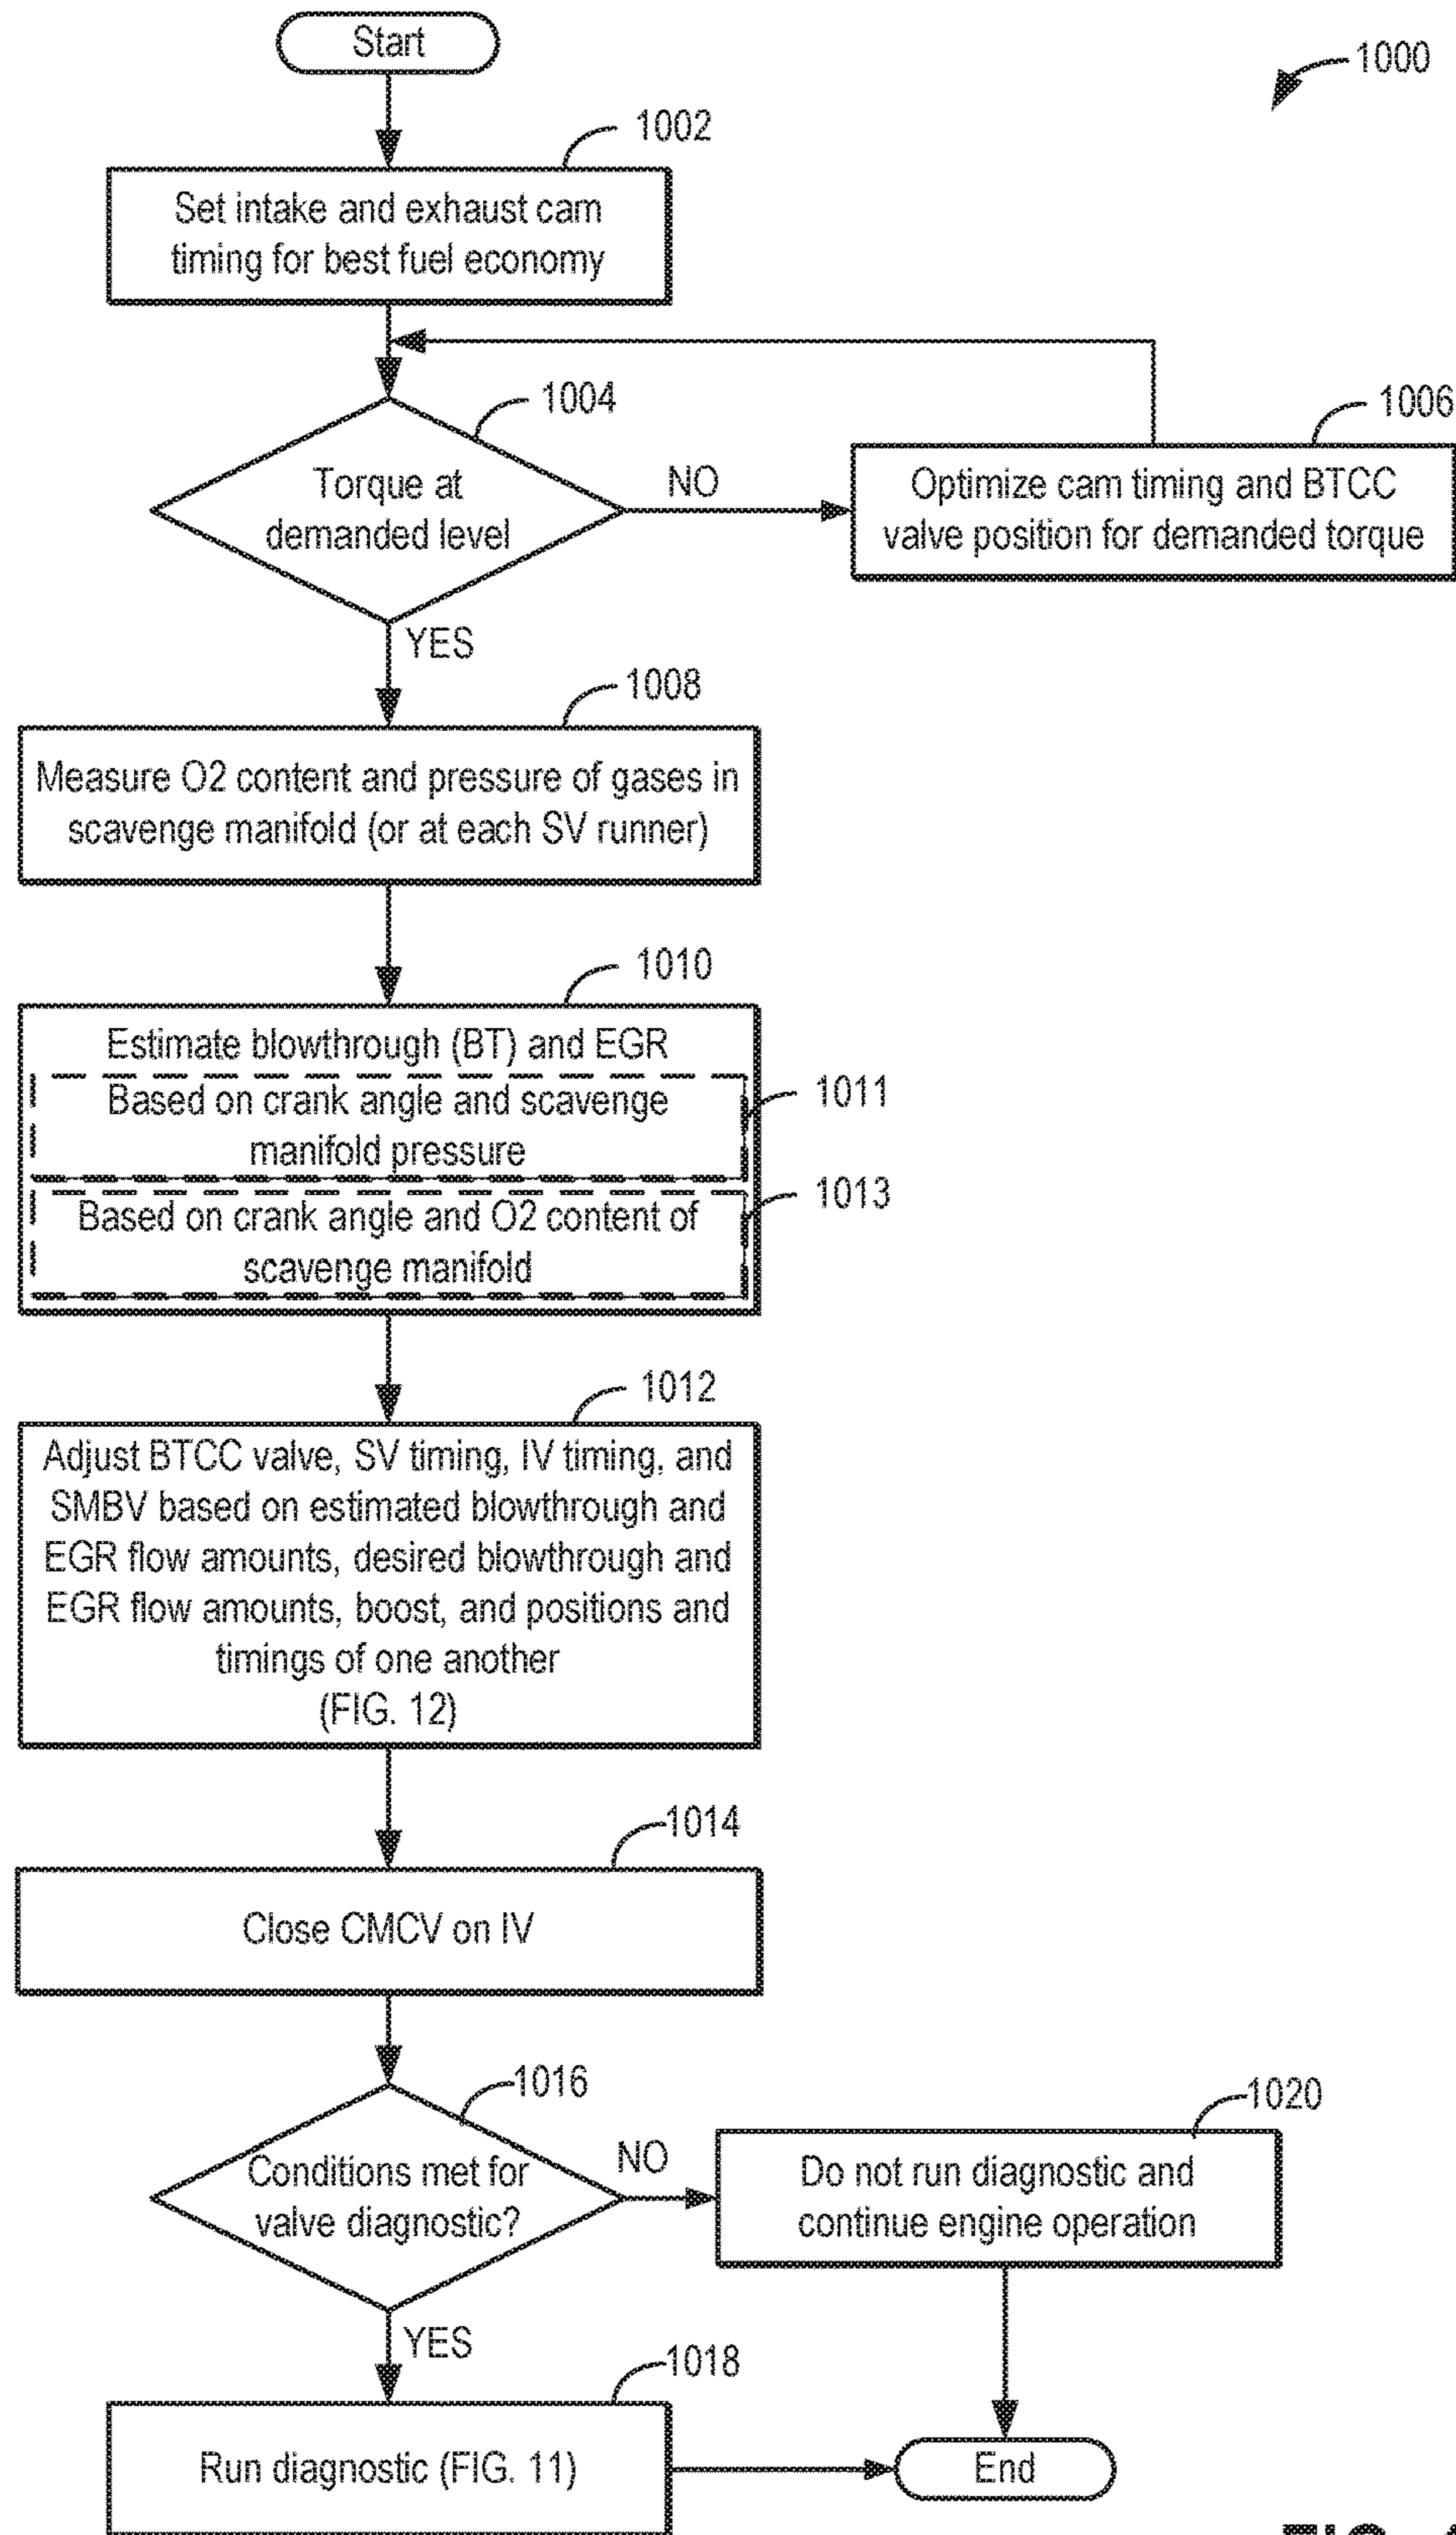 Start
1000
1002
Set intake and exhaust cam
timing for best fuel economy
1004
Torque at
demanded level
NO
1006
Optimize cam timing and BTCC
valve position for demanded torque
YES
1008
Measure O2 content and pressure of gases in
scavenge manifold (or at each SV runner)
1010
Estimate blowthrough (BT) and EGR
1011
Based on crank angle and scavenge
manifold pressure
1013
Based on crank angle and O2 content of
scavenge manifold
1012
Adjust BTCC valve, SV timing, IV timing, and
SMBV based on estimated blowthrough and
EGR flow amounts, desired blowthrough and
EGR flow amounts, boost, and positions and
timings of one another
(FIG. 12)
1014
Close CMCV on IV
1016
Conditions met for
valve diagnostic?
NO
1020
Do not run diagnostic and
continue engine operation
YES
1018
Run diagnostic (FIG. 11)
End